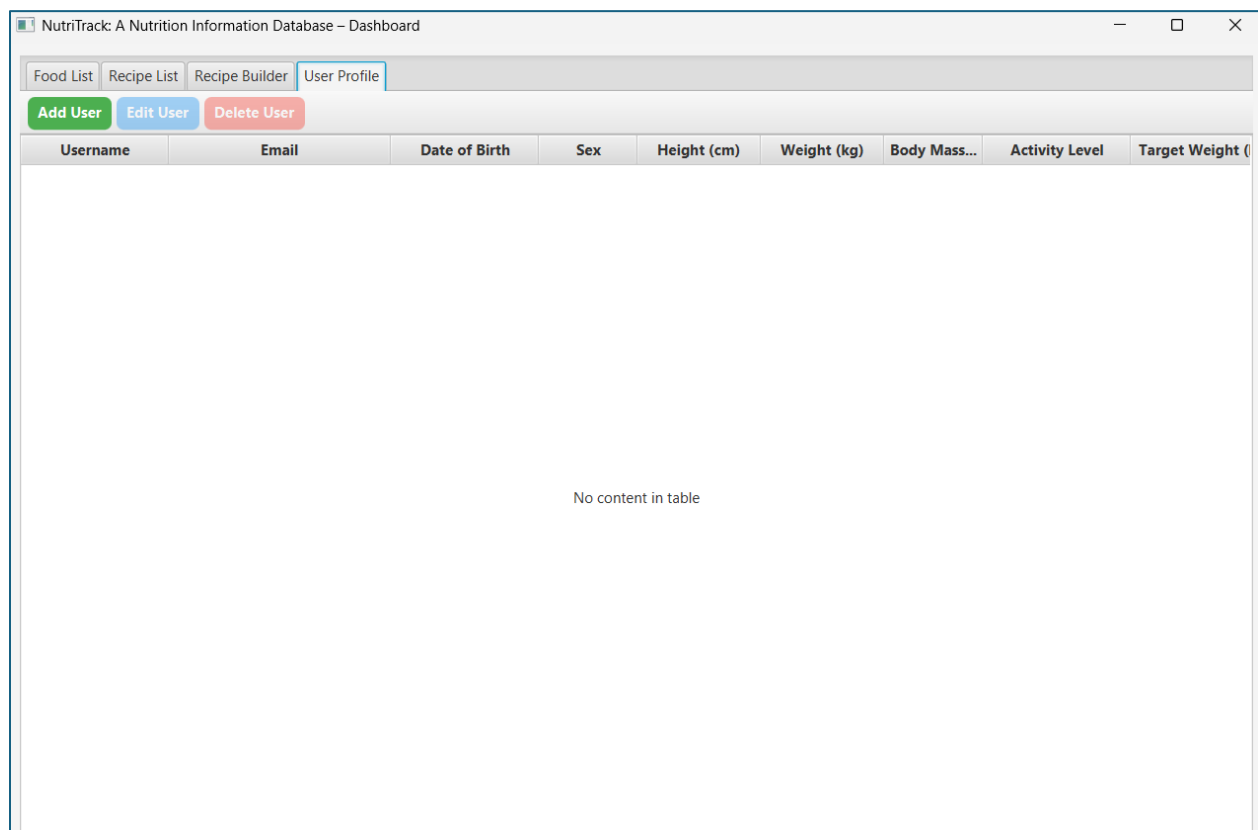 NutriTrack: A Nutrition Information Database – Dashboard
Food List Recipe List Recipe Builder User Profile
Add User Edit User Delete User
Username Email Date of Birth Sex Height (cm) Weight (kg) Body Mass... Activity Level Target Weight (
No content in table